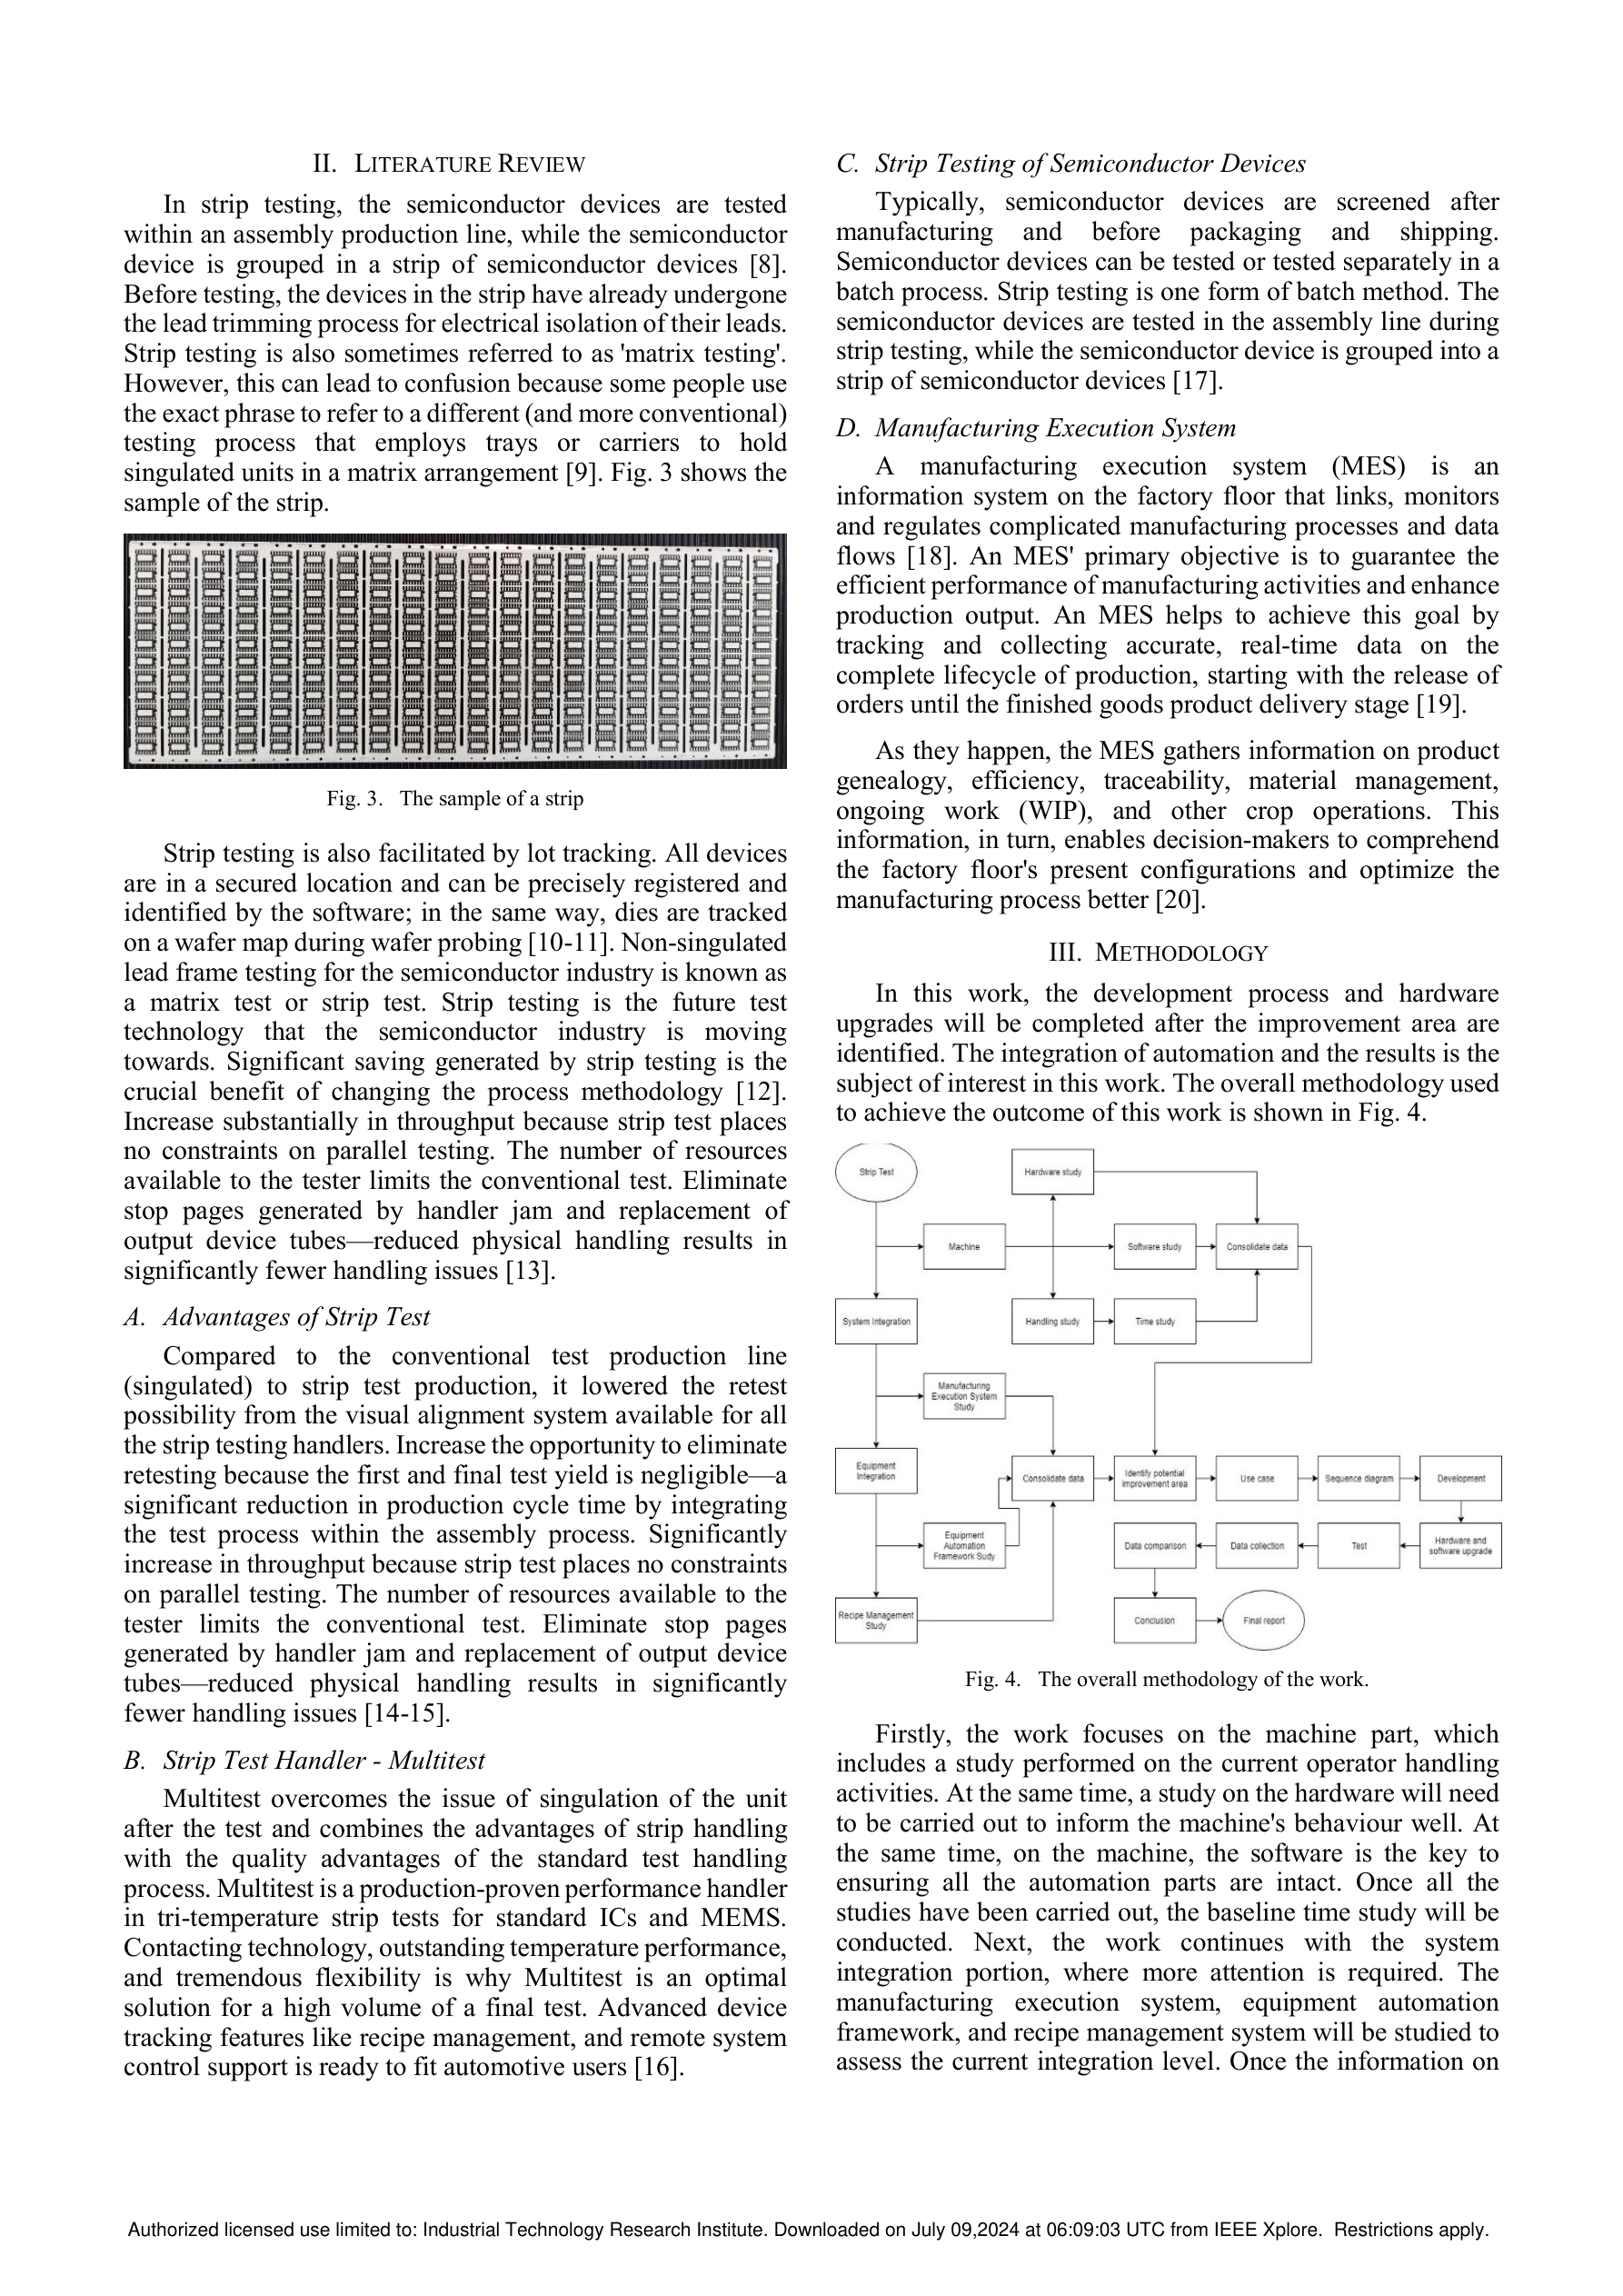 II. LITERATURE REVIEW
In strip testing, the semiconductor devices are tested
within an assembly production line, while the semiconductor
device is grouped in a strip of semiconductor devices [8].
Before testing, the devices in the strip have already undergone
the lead trimming process for electrical isolation of their leads.
Strip testing is also sometimes referred to as 'matrix testing'.
However, this can lead to confusion because some people use
the exact phrase to refer to a different (and more conventional)
testing process that employs trays or carriers to hold
singulated units in a matrix arrangement [9]. Fig. 3 shows the
sample of the strip.
Fig. 3. The sample of a strip
Strip testing is also facilitated by lot tracking. All devices
are in a secured location and can be precisely registered and
identified by the software; in the same way, dies are tracked
on a wafer map during wafer probing [10-11]. Non-singulated
lead frame testing for the semiconductor industry is known as
a matrix test or strip test. Strip testing is the future test
technology that the semiconductor industry is moving
towards. Significant saving generated by strip testing is the
crucial benefit of changing the process methodology [12].
Increase substantially in throughput because strip test places
no constraints on parallel testing. The number of resources
available to the tester limits the conventional test. Eliminate
stop pages generated by handler jam and replacement of
output device tubes—reduced physical handling results in
significantly fewer handling issues [13].
A. Advantages of Strip Test
Compared to the conventional test production line
(singulated) to strip test production, it lowered the retest
possibility from the visual alignment system available for all
the strip testing handlers. Increase the opportunity to eliminate
retesting because the first and final test yield is negligible—a
significant reduction in production cycle time by integrating
the test process within the assembly process. Significantly
increase in throughput because strip test places no constraints
on parallel testing. The number of resources available to the
tester limits the conventional test. Eliminate stop pages
generated by handler jam and replacement of output device
tubes—reduced physical handling results in significantly
fewer handling issues [14-15].
B. Strip Test Handler - Multitest
Multitest overcomes the issue of singulation of the unit
after the test and combines the advantages of strip handling
with the quality advantages of the standard test handling
process. Multitest is a production-proven performance handler
in tri-temperature strip tests for standard ICs and MEMS.
Contacting technology, outstanding temperature performance,
and tremendous flexibility is why Multitest is an optimal
solution for a high volume of a final test. Advanced device
tracking features like recipe management, and remote system
control support is ready to fit automotive users [16].
C. Strip Testing of Semiconductor Devices
Typically, semiconductor devices are screened after
manufacturing and before packaging and shipping.
Semiconductor devices can be tested or tested separately in a
batch process. Strip testing is one form of batch method. The
semiconductor devices are tested in the assembly line during
strip testing, while the semiconductor device is grouped into a
strip of semiconductor devices [17].
D. Manufacturing Execution System
A manufacturing execution system (MES) is an
information system on the factory floor that links, monitors
and regulates complicated manufacturing processes and data
flows [18]. An MES' primary objective is to guarantee the
efficient performance of manufacturing activities and enhance
production output. An MES helps to achieve this goal by
tracking and collecting accurate, real-time data on the
complete lifecycle of production, starting with the release of
orders until the finished goods product delivery stage [19].
As they happen, the MES gathers information on product
genealogy, efficiency, traceability, material management,
ongoing work (WIP), and other crop operations. This
information, in turn, enables decision-makers to comprehend
the factory floor's present configurations and optimize the
manufacturing process better [20].
III. METHODOLOGY
In this work, the development process and hardware
upgrades will be completed after the improvement area are
identified. The integration of automation and the results is the
subject of interest in this work. The overall methodology used
to achieve the outcome of this work is shown in Fig. 4.
Strip Test
Hardware study
Machine
Software study
Consolidate data
System Integration
Handling study
Time study
Manufacturing
Execution System
Study
Equipment
Integration
Consolidate data
Identify potential
improvement area
Use case
Sequence diagram
Development
Equipment
Automation
Framework Sudy
Data comparison
Data collection
Test
Hardware and
software upgrade
Recipe Management
Study
Conclusion
Final report
Fig. 4. The overall methodology of the work.
Firstly, the work focuses on the machine part, which
includes a study performed on the current operator handling
activities. At the same time, a study on the hardware will need
to be carried out to inform the machine's behaviour well. At
the same time, on the machine, the software is the key to
ensuring all the automation parts are intact. Once all the
studies have been carried out, the baseline time study will be
conducted. Next, the work continues with the system
integration portion, where more attention is required. The
manufacturing execution system, equipment automation
framework, and recipe management system will be studied to
assess the current integration level. Once the information on
Authorized licensed use limited to: Industrial Technology Research Institute. Downloaded on July 09,2024 at 06:09:03 UTC from IEEE Xplore. Restrictions apply.